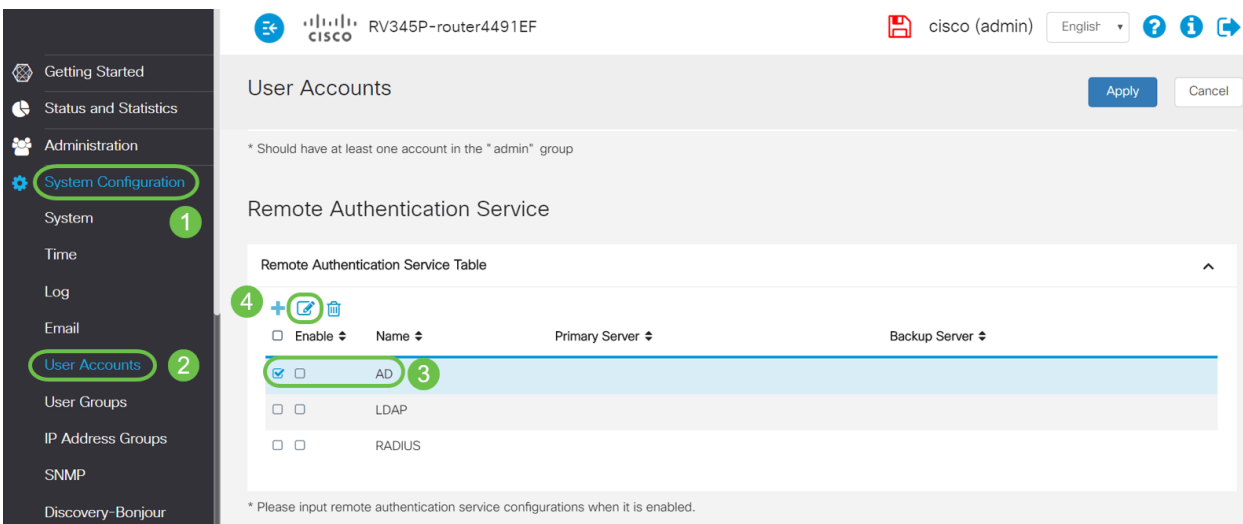 CISCO
RV345P-router4491EF
cisco (admin)
English
Getting Started
Status and Statistics
Administration
System Configuration
1
System
Time
Log
Email
User Accounts
2
User Groups
IP Address Groups
SNMP
Discovery-Bonjour
User Accounts
Apply
Cancel
* Should have at least one account in the "admin" group
Remote Authentication Service
Remote Authentication Service Table
4
Enable Name Primary Server Backup Server
AD
3
LDAP
RADIUS
* Please input remote authentication service configurations when it is enabled.